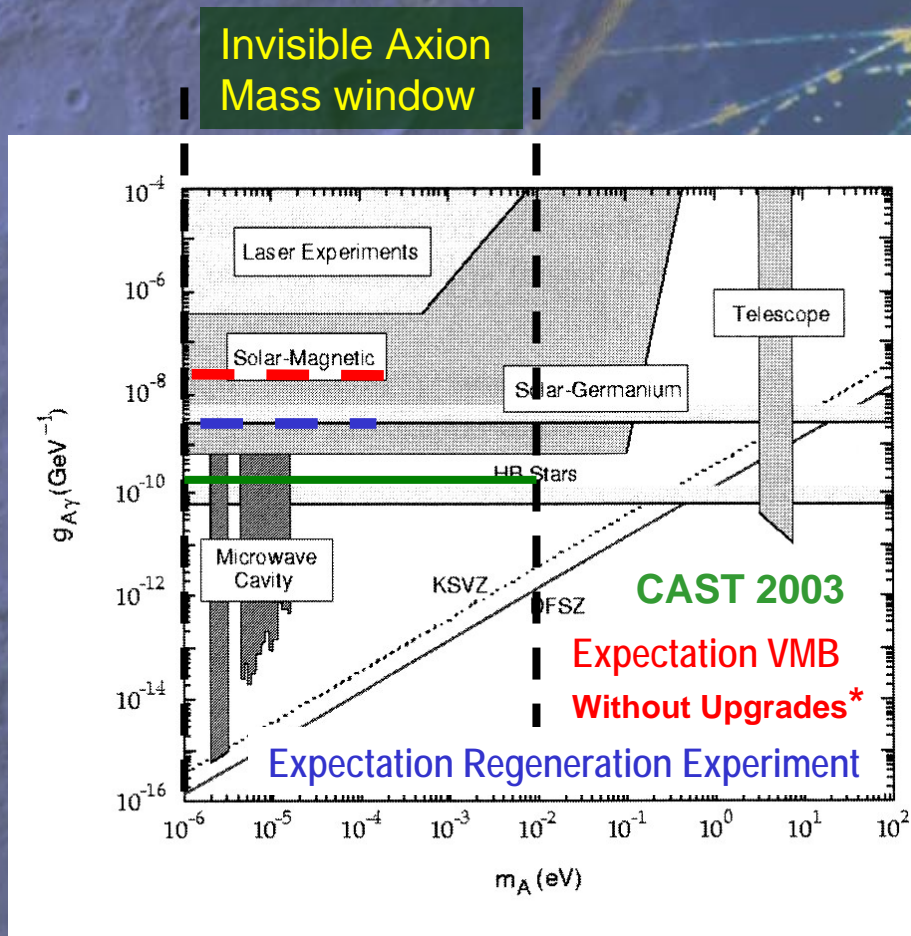 Invisible Axion
Mass window
10⁻⁴
10⁻⁶
10⁻⁸
10⁻¹⁰
10⁻¹²
10⁻¹⁴
10⁻¹⁶
g_Aγ (GeV⁻¹)
Laser Experiments
Telescope
Solar-Magnetic
Solar-Germanium
HB Stars
Microwave
Cavity
KSVZ
DFSZ
CAST 2003
Expectation VMB
Without Upgrades*
Expectation Regeneration Experiment
10⁻⁶ 10⁻⁵ 10⁻⁴ 10⁻³ 10⁻² 10⁻¹ 10⁰ 10¹ 10²
m_A (eV)